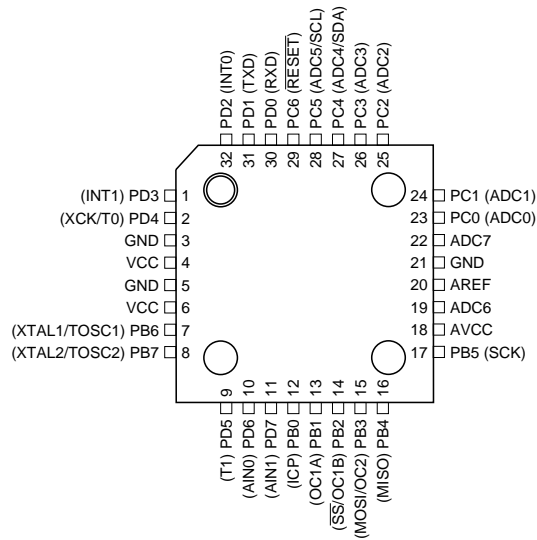 32 PD2 (INT0)
31 PD1 (TXD)
30 PD0 (RXD)
29 PC6 (RESET)
28 PC5 (ADC5/SCL)
27 PC4 (ADC4/SDA)
26 PC3 (ADC3)
25 PC2 (ADC2)
(INT1) PD3 1
(XCK/T0) PD4 2
GND 3
VCC 4
GND 5
VCC 6
(XTAL1/TOSC1) PB6 7
(XTAL2/TOSC2) PB7 8
24 PC1 (ADC1)
23 PC0 (ADC0)
22 ADC7
21 GND
20 AREF
19 ADC6
18 AVCC
17 PB5 (SCK)
(T1) PD5 9
(AIN0) PD6 10
(AIN1) PD7 11
(ICP) PB0 12
(OC1A) PB1 13
(SS/OC1B) PB2 14
(MOSI/OC2) PB3 15
(MISO) PB4 16